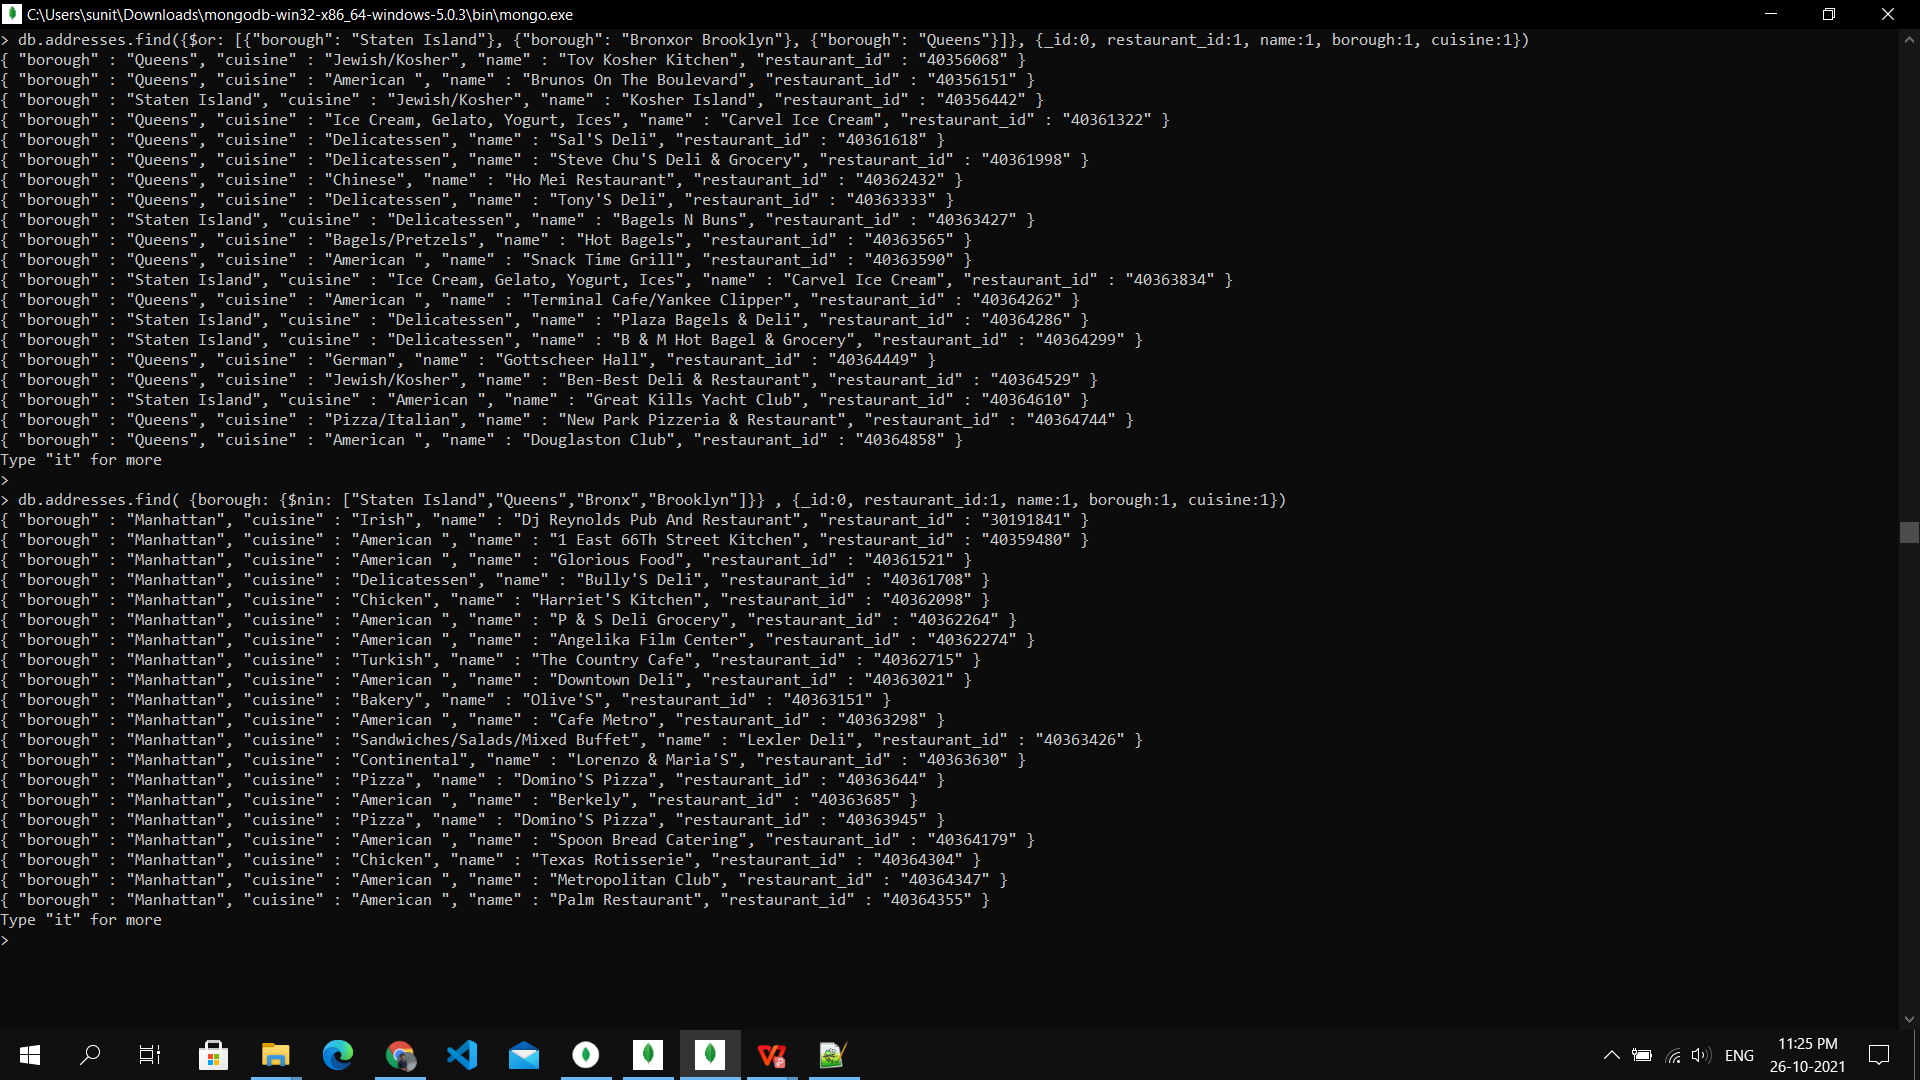 C:\Users\sunit\Downloads\mongodb-win32-x86_64-windows-5.0.3\bin\mongo.exe
> db.addresses.find({$or: [{"borough": "Staten Island"}, {"borough": "Bronxor Brooklyn"}, {"borough": "Queens"}]}, {_id:0, restaurant_id:1, name:1, borough:1, cuisine:1})
{ "borough" : "Queens", "cuisine" : "Jewish/Kosher", "name" : "Tov Kosher Kitchen", "restaurant_id" : "40356068" }
{ "borough" : "Queens", "cuisine" : "American ", "name" : "Brunos On The Boulevard", "restaurant_id" : "40356151" }
{ "borough" : "Staten Island", "cuisine" : "Jewish/Kosher", "name" : "Kosher Island", "restaurant_id" : "40356442" }
{ "borough" : "Queens", "cuisine" : "Ice Cream, Gelato, Yogurt, Ices", "name" : "Carvel Ice Cream", "restaurant_id" : "40361322" }
{ "borough" : "Queens", "cuisine" : "Delicatessen", "name" : "Sal'S Deli", "restaurant_id" : "40361618" }
{ "borough" : "Queens", "cuisine" : "Delicatessen", "name" : "Steve Chu'S Deli & Grocery", "restaurant_id" : "40361998" }
{ "borough" : "Queens", "cuisine" : "Chinese", "name" : "Ho Mei Restaurant", "restaurant_id" : "40362432" }
{ "borough" : "Queens", "cuisine" : "Delicatessen", "name" : "Tony'S Deli", "restaurant_id" : "40363333" }
{ "borough" : "Staten Island", "cuisine" : "Delicatessen", "name" : "Bagels N Buns", "restaurant_id" : "40363427" }
{ "borough" : "Queens", "cuisine" : "Bagels/Pretzels", "name" : "Hot Bagels", "restaurant_id" : "40363565" }
{ "borough" : "Queens", "cuisine" : "American ", "name" : "Snack Time Grill", "restaurant_id" : "40363590" }
{ "borough" : "Staten Island", "cuisine" : "Ice Cream, Gelato, Yogurt, Ices", "name" : "Carvel Ice Cream", "restaurant_id" : "40363834" }
{ "borough" : "Queens", "cuisine" : "American ", "name" : "Terminal Cafe/Yankee Clipper", "restaurant_id" : "40364262" }
{ "borough" : "Staten Island", "cuisine" : "Delicatessen", "name" : "Plaza Bagels & Deli", "restaurant_id" : "40364286" }
{ "borough" : "Staten Island", "cuisine" : "Delicatessen", "name" : "B & M Hot Bagel & Grocery", "restaurant_id" : "40364299" }
{ "borough" : "Queens", "cuisine" : "German", "name" : "Gottscheer Hall", "restaurant_id" : "40364449" }
{ "borough" : "Queens", "cuisine" : "Jewish/Kosher", "name" : "Ben-Best Deli & Restaurant", "restaurant_id" : "40364529" }
{ "borough" : "Staten Island", "cuisine" : "American ", "name" : "Great Kills Yacht Club", "restaurant_id" : "40364610" }
{ "borough" : "Queens", "cuisine" : "Pizza/Italian", "name" : "New Park Pizzeria & Restaurant", "restaurant_id" : "40364744" }
{ "borough" : "Queens", "cuisine" : "American ", "name" : "Douglaston Club", "restaurant_id" : "40364858" }
Type "it" for more
>
> db.addresses.find( {borough: {$nin: ["Staten Island","Queens","Bronx","Brooklyn"]}} , {_id:0, restaurant_id:1, name:1, borough:1, cuisine:1})
{ "borough" : "Manhattan", "cuisine" : "Irish", "name" : "Dj Reynolds Pub And Restaurant", "restaurant_id" : "30191841" }
{ "borough" : "Manhattan", "cuisine" : "American ", "name" : "1 East 66Th Street Kitchen", "restaurant_id" : "40359480" }
{ "borough" : "Manhattan", "cuisine" : "American ", "name" : "Glorious Food", "restaurant_id" : "40361521" }
{ "borough" : "Manhattan", "cuisine" : "Delicatessen", "name" : "Bully'S Deli", "restaurant_id" : "40361708" }
{ "borough" : "Manhattan", "cuisine" : "Chicken", "name" : "Harriet'S Kitchen", "restaurant_id" : "40362098" }
{ "borough" : "Manhattan", "cuisine" : "American ", "name" : "P & S Deli Grocery", "restaurant_id" : "40362264" }
{ "borough" : "Manhattan", "cuisine" : "American ", "name" : "Angelika Film Center", "restaurant_id" : "40362274" }
{ "borough" : "Manhattan", "cuisine" : "Turkish", "name" : "The Country Cafe", "restaurant_id" : "40362715" }
{ "borough" : "Manhattan", "cuisine" : "American ", "name" : "Downtown Deli", "restaurant_id" : "40363021" }
{ "borough" : "Manhattan", "cuisine" : "Bakery", "name" : "Olive'S", "restaurant_id" : "40363151" }
{ "borough" : "Manhattan", "cuisine" : "American ", "name" : "Cafe Metro", "restaurant_id" : "40363298" }
{ "borough" : "Manhattan", "cuisine" : "Sandwiches/Salads/Mixed Buffet", "name" : "Lexler Deli", "restaurant_id" : "40363426" }
{ "borough" : "Manhattan", "cuisine" : "Continental", "name" : "Lorenzo & Maria'S", "restaurant_id" : "40363630" }
{ "borough" : "Manhattan", "cuisine" : "Pizza", "name" : "Domino'S Pizza", "restaurant_id" : "40363644" }
{ "borough" : "Manhattan", "cuisine" : "American ", "name" : "Berkely", "restaurant_id" : "40363685" }
{ "borough" : "Manhattan", "cuisine" : "Pizza", "name" : "Domino'S Pizza", "restaurant_id" : "40363945" }
{ "borough" : "Manhattan", "cuisine" : "American ", "name" : "Spoon Bread Catering", "restaurant_id" : "40364179" }
{ "borough" : "Manhattan", "cuisine" : "Chicken", "name" : "Texas Rotisserie", "restaurant_id" : "40364304" }
{ "borough" : "Manhattan", "cuisine" : "American ", "name" : "Metropolitan Club", "restaurant_id" : "40364347" }
{ "borough" : "Manhattan", "cuisine" : "American ", "name" : "Palm Restaurant", "restaurant_id" : "40364355" }
Type "it" for more
>
ENG
11:25 PM
26-10-2021